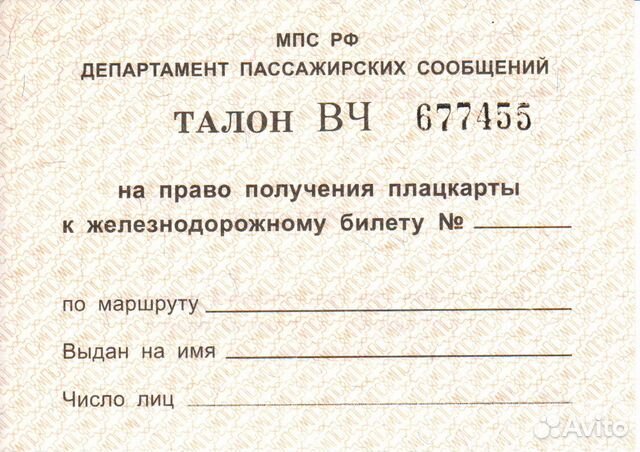 МПС РФ
ДЕПАРТАМЕНТ ПАССАЖИРСКИХ СООБЩЕНИЙ
ТАЛОН ВЧ 677455
на право получения плацкарты
к железнодорожному билету №
по маршруту
Выдан на имя
Число лиц
Avito